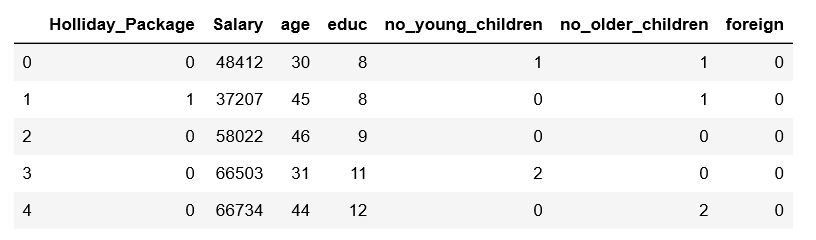 Holliday_Package Salary age educ no_young_children no_older_children foreign
0 0 48412 30 8 1 1 0
1 1 37207 45 8 0 1 0
2 0 58022 46 9 0 0 0
3 0 66503 31 11 2 0 0
4 0 66734 44 12 0 2 0